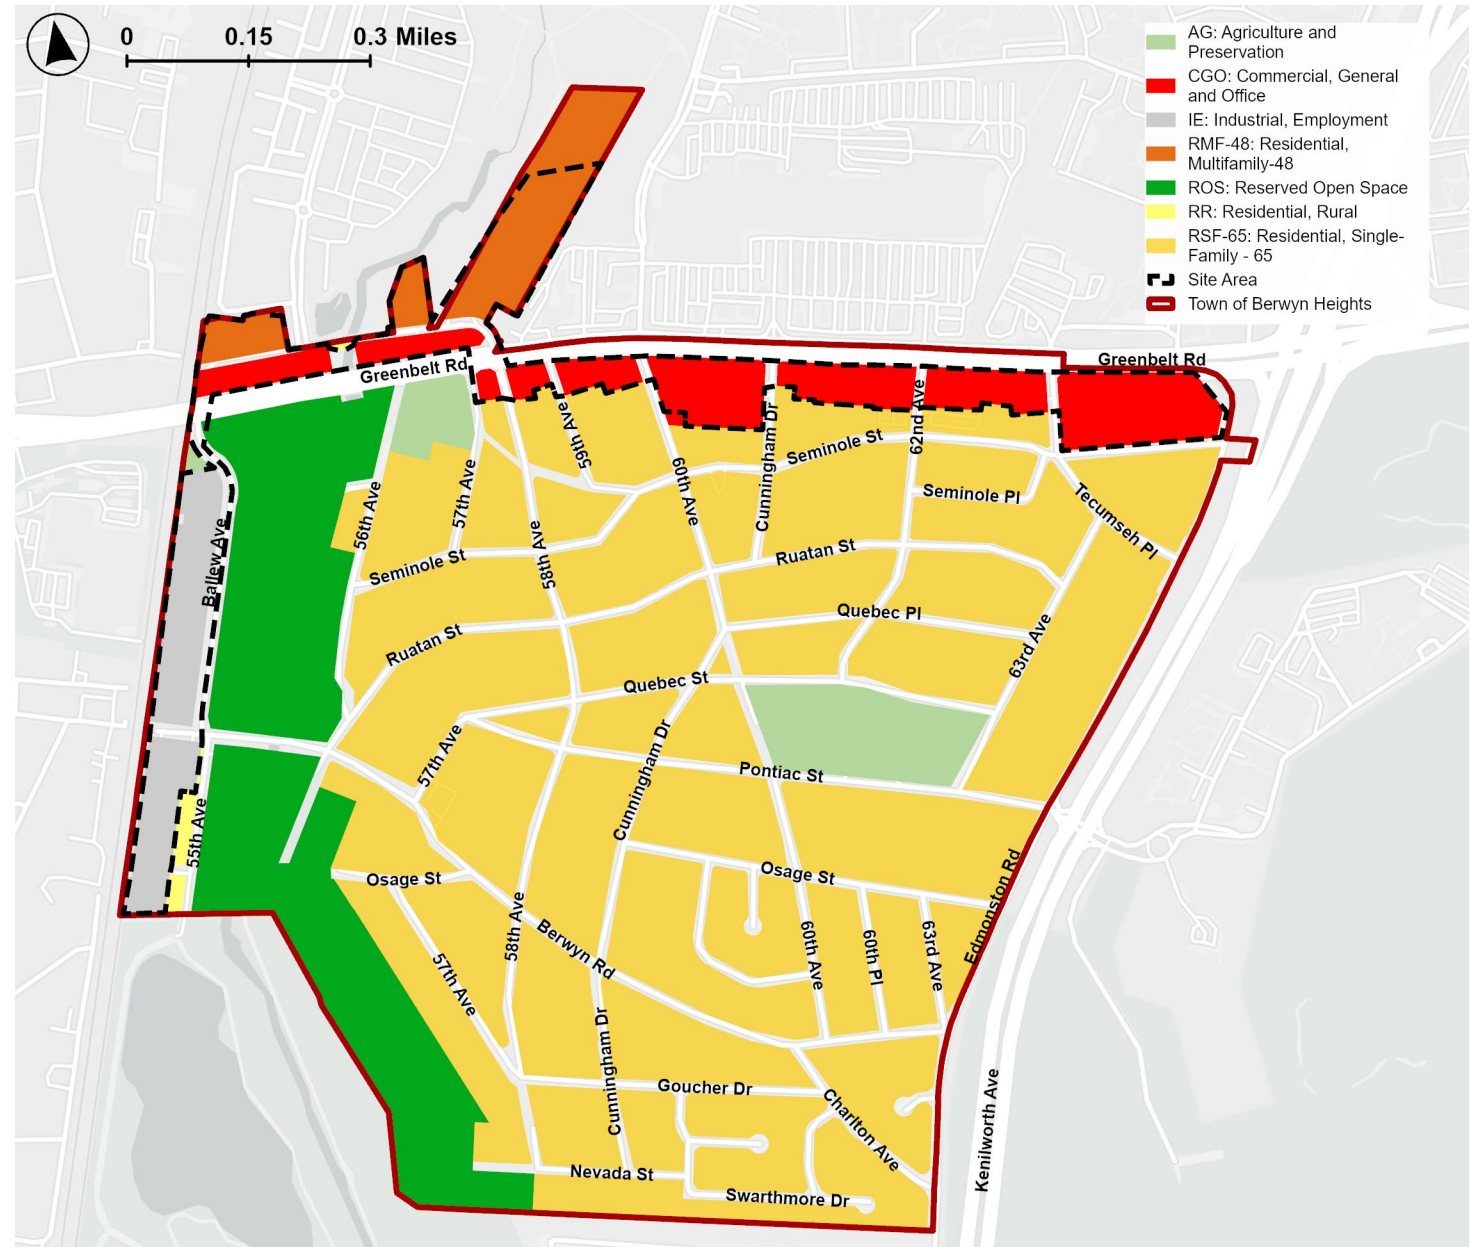 0 0.15 0.3 Miles
AG: Agriculture and
Preservation
CGO: Commercial, General
and Office
IE: Industrial, Employment
RMF-48: Residential,
Multifamily-48
ROS: Reserved Open Space
RR: Residential, Rural
RSF-65: Residential, Single-
Family - 65
Site Area
Town of Berwyn Heights
Greenbelt Rd
Greenbelt Rd
59th Ave
62nd Ave
Cunningham Dr
Seminole St
60th Ave
57th Ave
56th Ave
Seminole Pl
Tecumseh Pl
Ballew Ave
Seminole St
58th Ave
Ruatan St
Quebec Pl
Ruatan St
63rd Ave
Quebec St
57th Ave
Cunningham Dr
Pontiac St
55th Ave
Osage St
Osage St
Edmonston Rd
58th Ave
Berwyn Rd
57th Ave
60th Ave
60th Pl
63rd Ave
Cunningham Dr
Goucher Dr
Charlton Ave
Kenilworth Ave
Nevada St
Swarthmore Dr